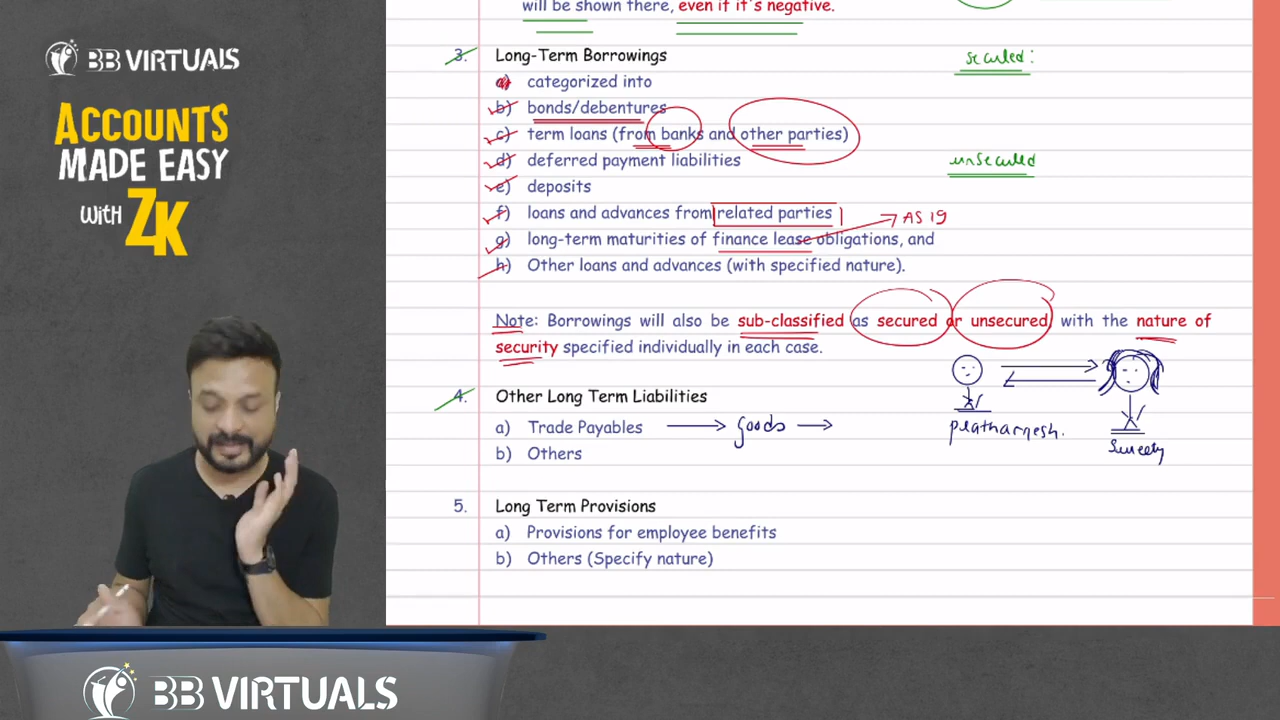 BB VIRTUALS
ACCOUNTS
MADE EASY
WITH ZK
will be shown there, even if it's negative.
3. Long-Term Borrowings
a) categorized into
b) bonds/debentures
c) term loans (from banks and other parties)
d) deferred payment liabilities
e) deposits
f) loans and advances from related parties
g) long-term maturities of finance lease obligations, and
h) Other loans and advances (with specified nature).
secured:
unsecured
AS 19
Note: Borrowings will also be sub-classified as secured or unsecured, with the nature of
security specified individually in each case.
4. Other Long Term Liabilities
a) Trade Payables → goods →
b) Others
Sweety
5. Long Term Provisions
a) Provisions for employee benefits
b) Others (Specify nature)
BB VIRTUALS